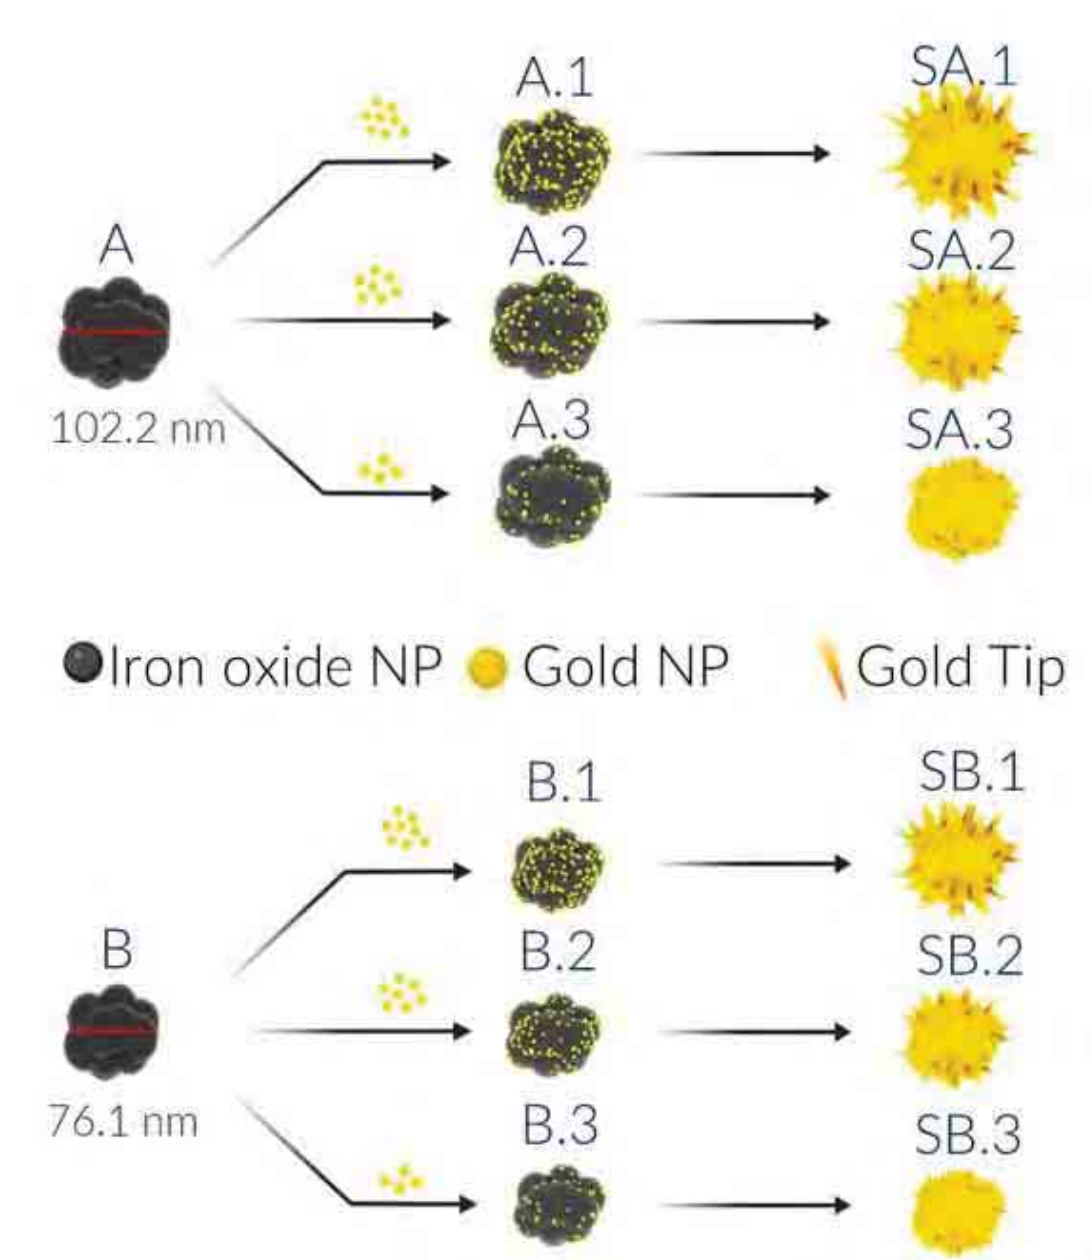 A.1
SA.1
A
A.2
SA.2
102.2 nm
A.3
SA.3
Iron oxide NP
Gold NP
Gold Tip
B.1
SB.1
B
B.2
SB.2
76.1 nm
B.3
SB.3